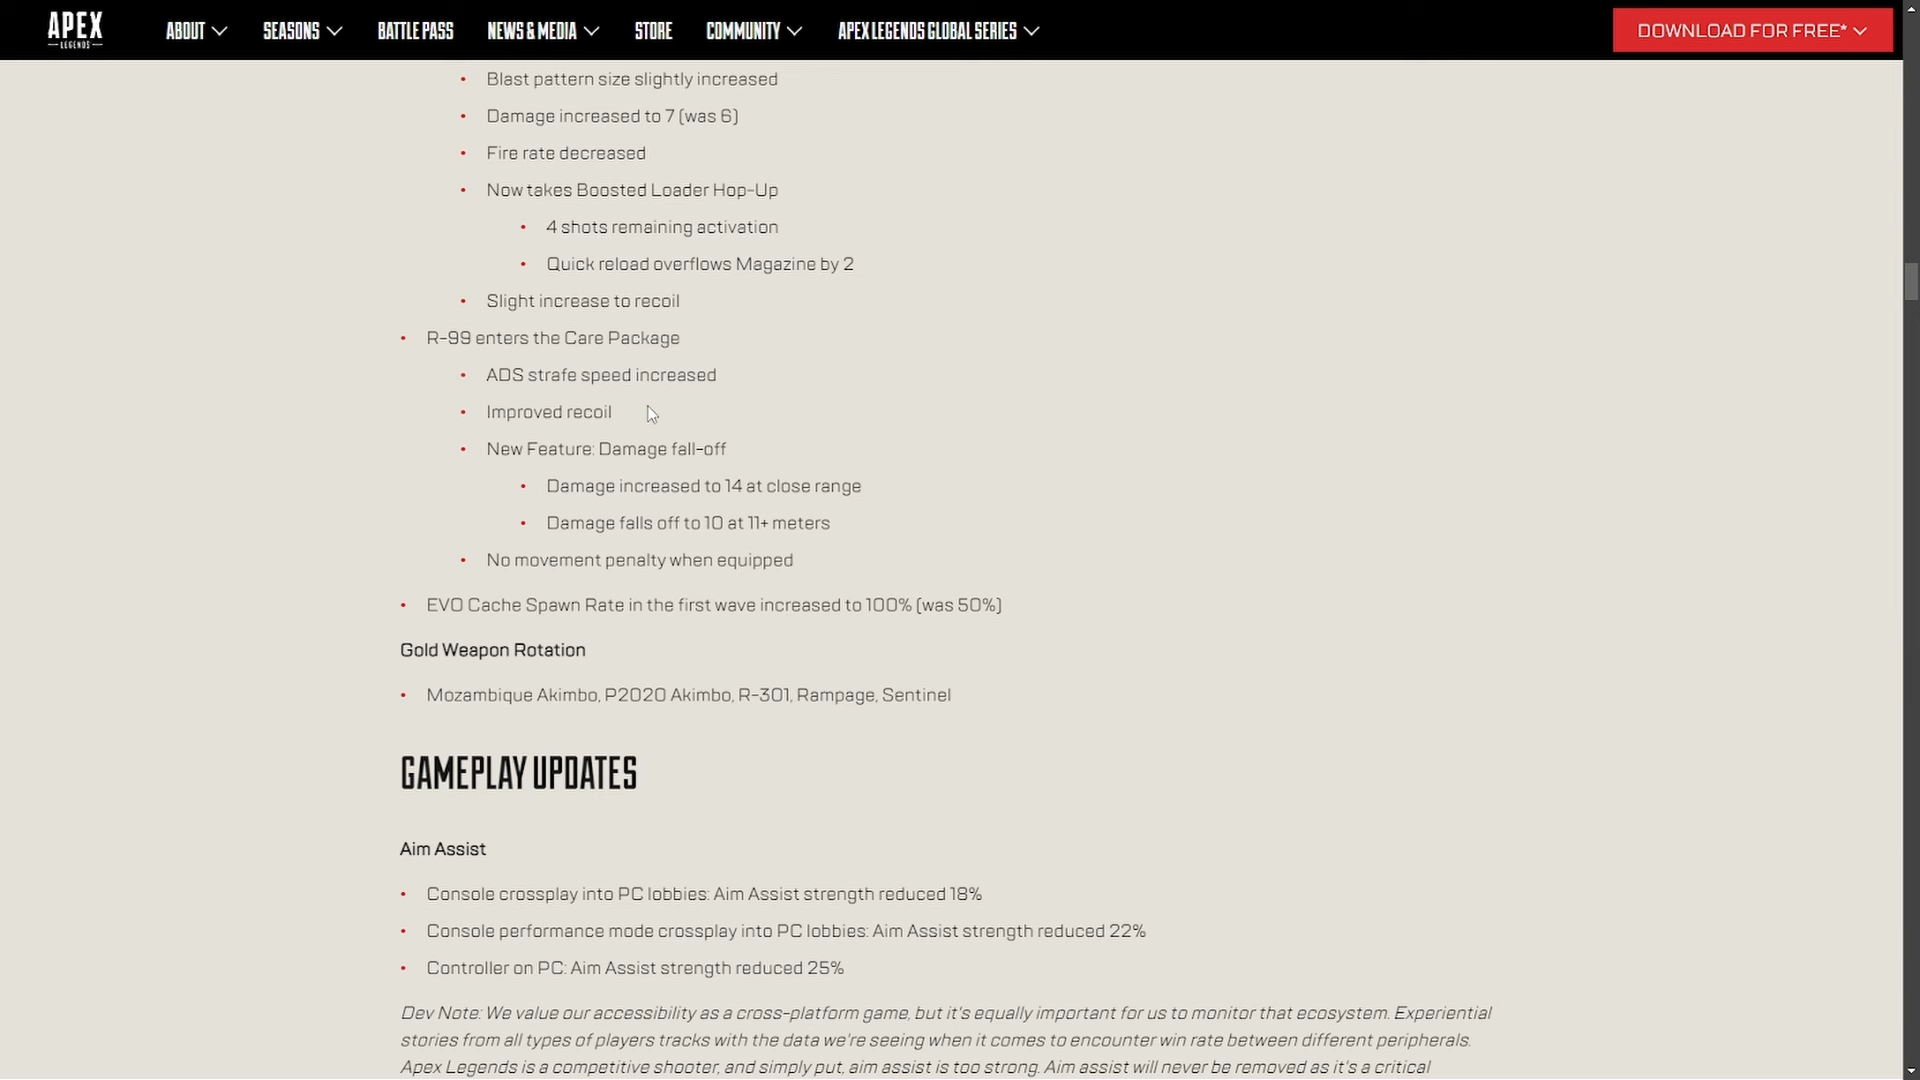 APEX
LEGENDS
ABOUT SEASONS BATTLE PASS NEWS & MEDIA STORE COMMUNITY APEX LEGENDS GLOBAL SERIES DOWNLOAD FOR FREE*
• Blast pattern size slightly increased
• Damage increased to 7 (was 6)
• Fire rate decreased
• Now takes Boosted Loader Hop-Up
• 4 shots remaining activation
• Quick reload overflows Magazine by 2
• Slight increase to recoil
• R-99 enters the Care Package
• ADS strafe speed increased
• Improved recoil
• New Feature: Damage fall-off
• Damage increased to 14 at close range
• Damage falls off to 10 at 11+ meters
• No movement penalty when equipped
• EVO Cache Spawn Rate in the first wave increased to 100% (was 50%)
Gold Weapon Rotation
• Mozambique Akimbo, P2020 Akimbo, R-301, Rampage, Sentinel
GAMEPLAY UPDATES
Aim Assist
• Console crossplay into PC lobbies: Aim Assist strength reduced 18%
• Console performance mode crossplay into PC lobbies: Aim Assist strength reduced 22%
• Controller on PC: Aim Assist strength reduced 25%
Dev Note: We value our accessibility as a cross-platform game, but it's equally important for us to monitor that ecosystem. Experiential
stories from all types of players tracks with the data we're seeing when it comes to encounter win rate between different peripherals.
Apex Legends is a competitive shooter, and simply put, aim assist is too strong. Aim assist will never be removed as it's a critical